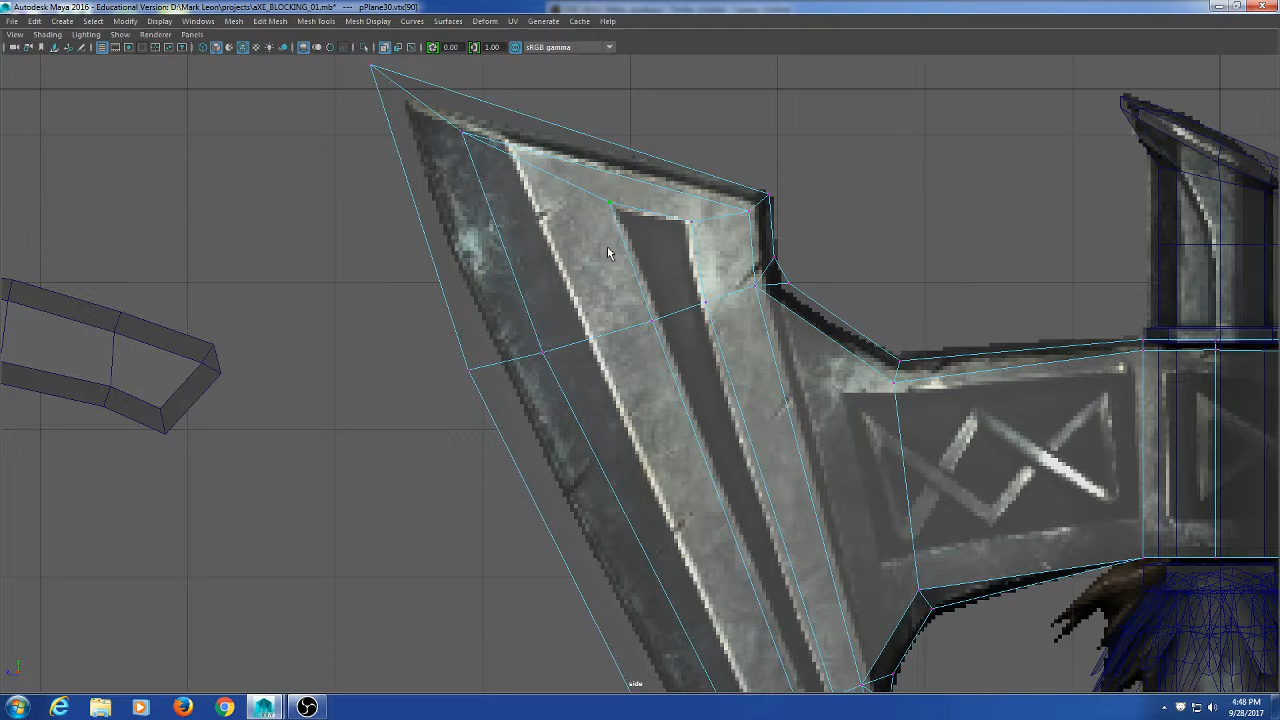 Autodesk Maya 2016 - Educational Version: D:\Mark Leon\projects\aXE_BLOCKING_01.mb* --- pPlane30.vtx[90]
File Edit Create Select Modify Display Windows Mesh Edit Mesh Mesh Tools Mesh Display Curves Surfaces Deform UV Generate Cache Help
View Shading Lighting Show Renderer Panels
0.00 1.00 sRGB gamma
side
4:48 PM
9/28/2017